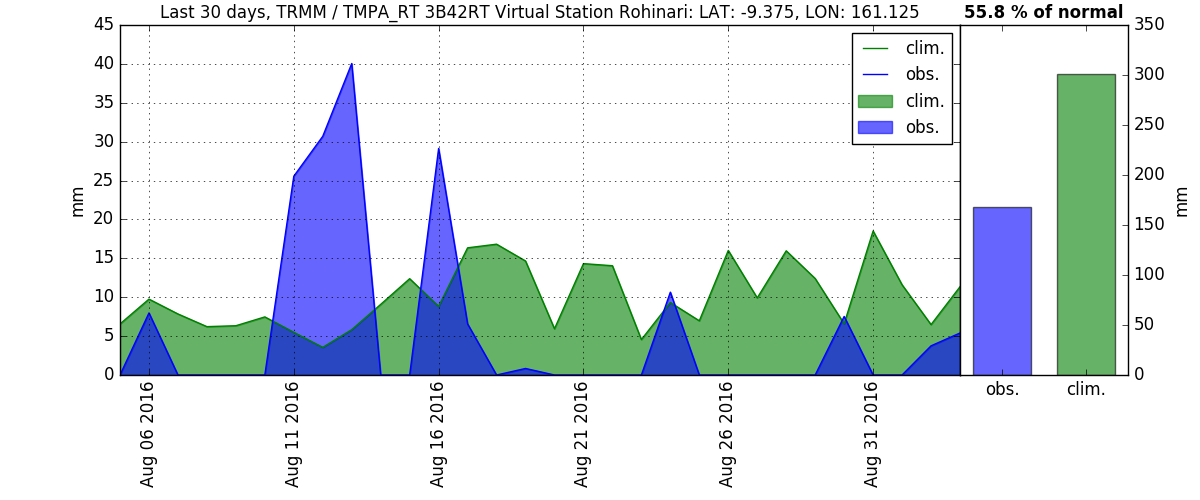 Last 30 days, TRMM / TMPA_RT 3B42RT Virtual Station Rohinari: LAT: -9.375, LON: 161.125
55.8 % of normal
45
40
35
30
25
20
15
10
5
0
mm
clim.
obs.
clim.
obs.
Aug 06 2016
Aug 11 2016
Aug 16 2016
Aug 21 2016
Aug 26 2016
Aug 31 2016
350
300
250
200
150
100
50
0
mm
obs.
clim.